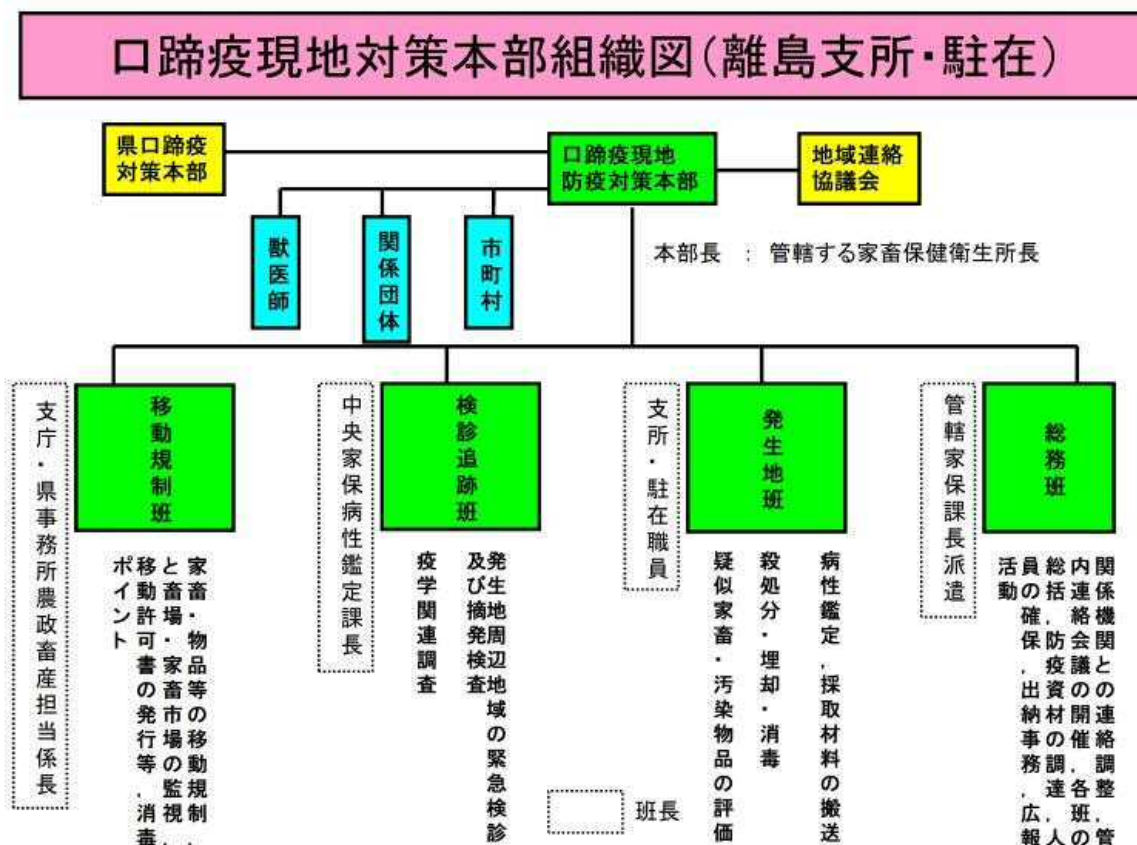 口蹄疫現地対策本部組織図(離島支所・駐在)
県口蹄疫
対策本部
口蹄疫現地
防疫対策本部
地域連絡
協議会
獣医師
関係団体
市町村
本部長 : 管轄する家畜保健衛生所長
支庁・県事務所農政畜産担当係長
移動規制班
中央家保病性鑑定課長
検診追跡班
支所・駐在職員
発生地班
管轄家保課長派遣
総務班
家畜・物品等の移動規制,
と畜場・家畜市場の監視,
移動許可書の発行等,消毒
ポイント
発生地周辺地域の緊急検診
及び摘発検査
疫学関連調査
病性鑑定,採取材料の搬送
殺処分・埋却・消毒
疑似家畜・汚染物品の評価
関係機関との連絡調整,管
内連絡会議の開催,各班の
総括,防疫資材の調達,人
員の確保,出納事務,広報
活動
班長